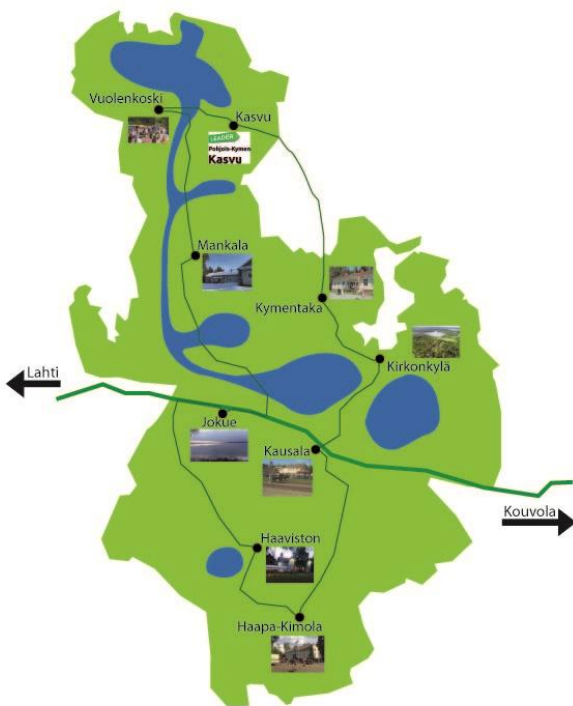 Vuolenkoski
Kasvu
LEADER
Pohjois-Kymen
Kasvu
Mankala
Kymentaka
Kirkonkylä
Lahti
Jokue
Kausala
Kouvola
Haaviston
Haapa-Kimola